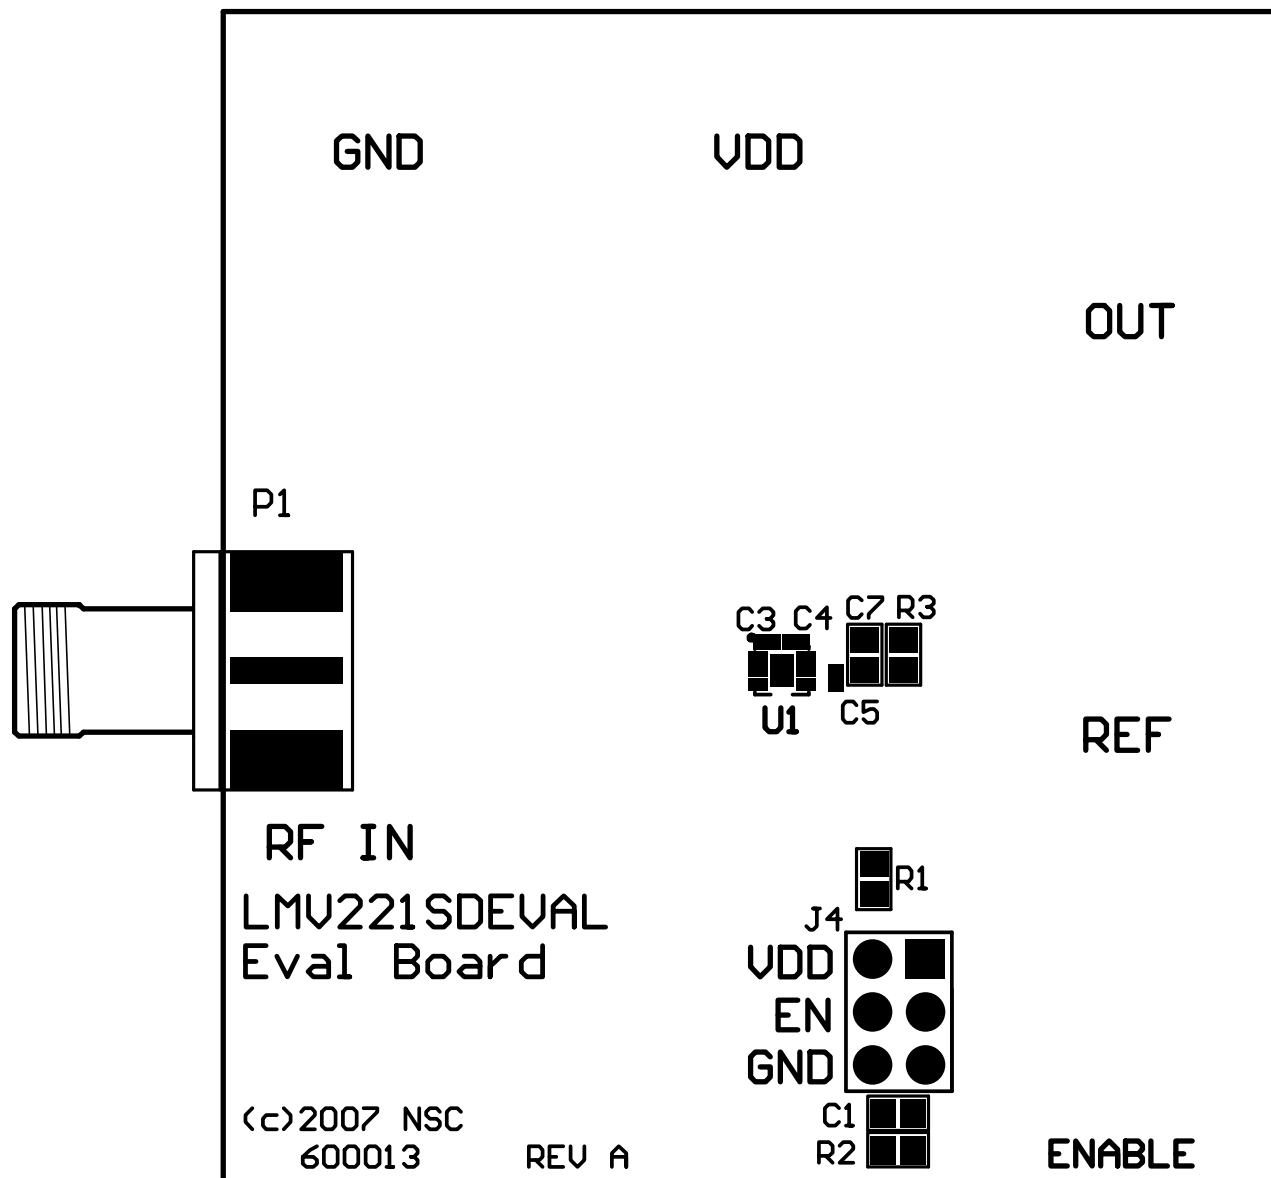 GND VDD
OUT
P1
C3 C4 C7 R3
U1 C5
REF
RF IN
LMV221SDEVAL
Eval Board
R1
J4
VDD
EN
GND
(c)2007 NSC
C1
600013 REV A
R2
ENABLE